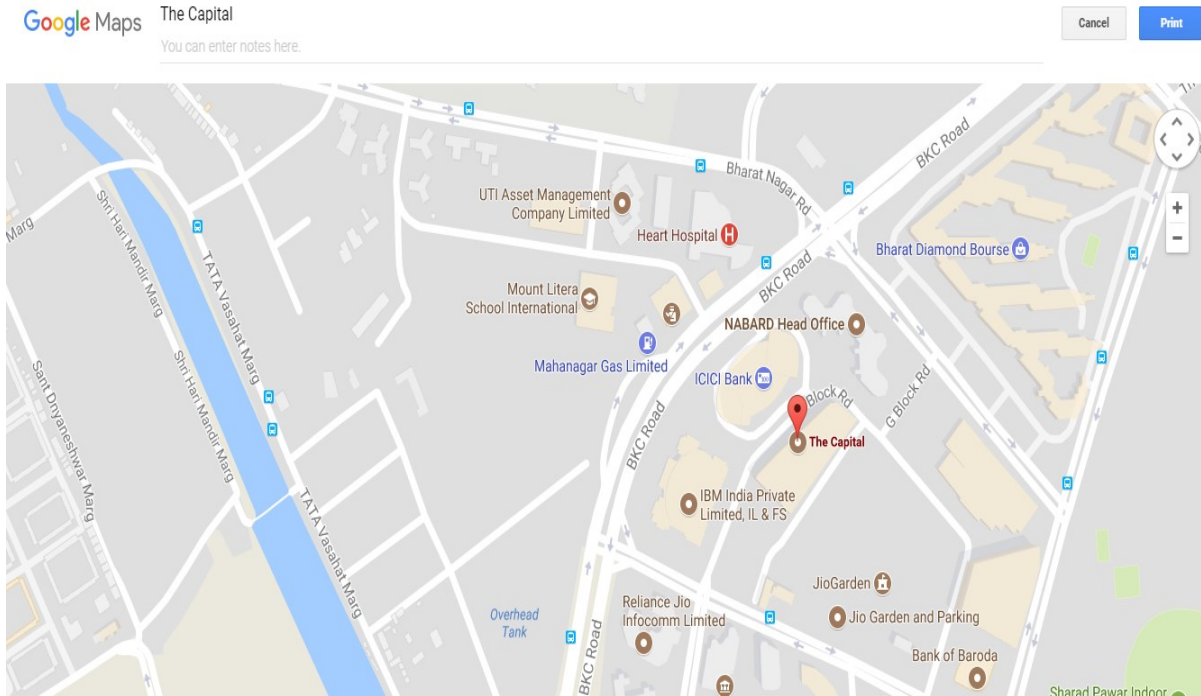 Google Maps
The Capital
You can enter notes here.
Cancel
Print
BKC Road
Bharat Nagar Rd
UTI Asset Management
Company Limited
Heart Hospital
H
Marg
Shri Hari Mandir Marg
TATA Vasahat Marg
BKC Road
Bharat Diamond Bourse
Mount Litera
School International
NABARD Head Office
Mahanagar Gas Limited
ICICI Bank
Block Rd
G Block Rd
Sant Dnyaneshwar Marg
Shri Hari Mandir Marg
BKC Road
The Capital
IBM India Private
Limited, IL & FS
TATA Vasahat Marg
JioGarden
Overhead
Tank
Reliance Jio
Infocomm Limited
Jio Garden and Parking
BKC Road
Bank of Baroda
Sharad Pawar Indoor